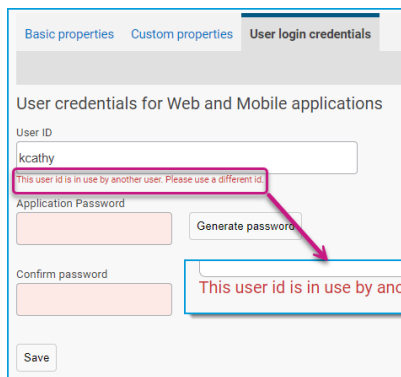 Basic properties Custom properties User login credentials
User credentials for Web and Mobile applications
User ID
kcathy
This user id is in use by another user. Please use a different id.
Application Password
Generate password
Confirm password
This user id is in use by
Save